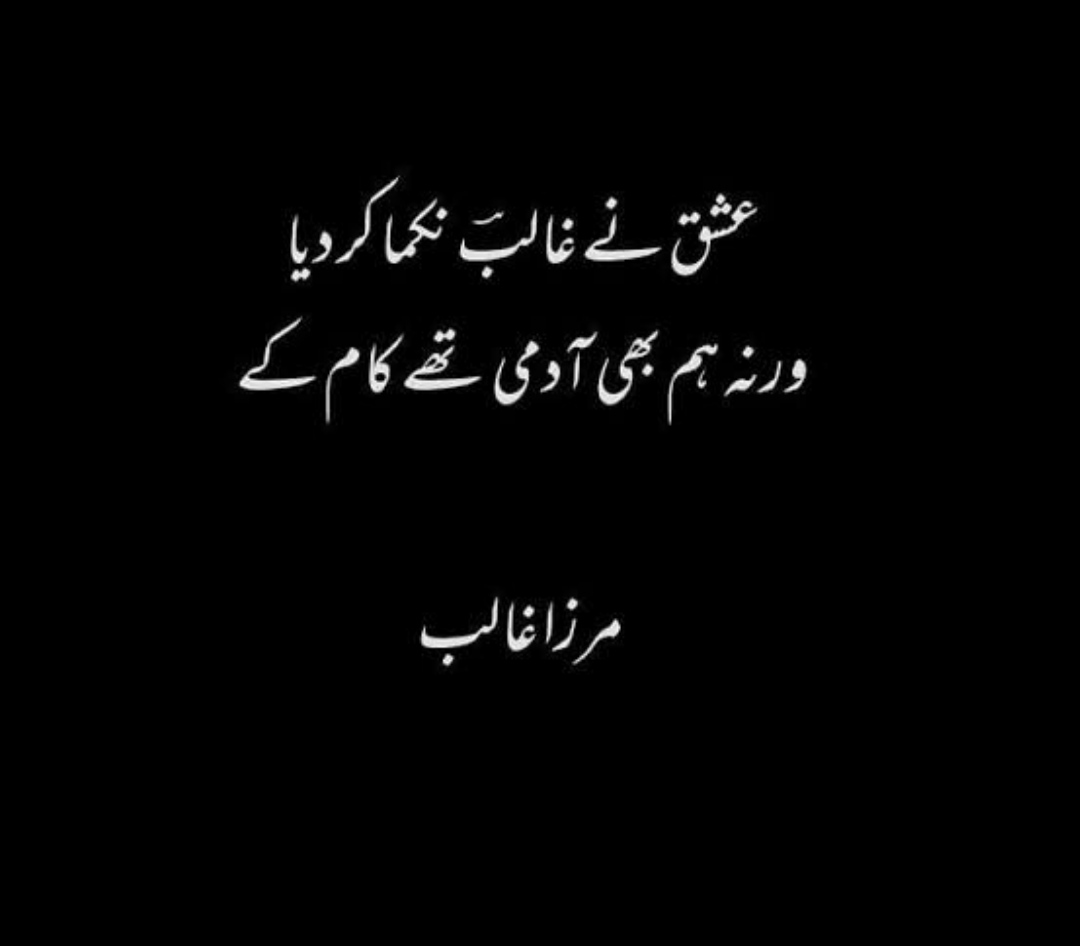 عشق نے غالبؔ نکما کر دیا
ورنہ ہم بھی آدمی تھے کام کے
مرزا غالب